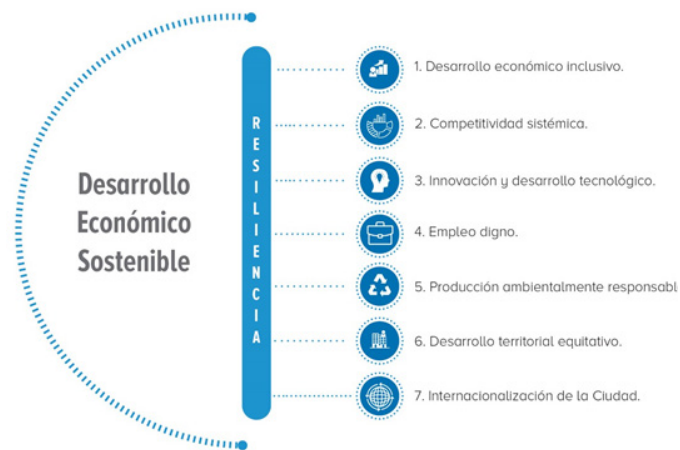 Desarrollo
Económico
Sostenible
RESILIENCIA
1. Desarrollo económico inclusivo.
2. Competitividad sistémica.
3. Innovación y desarrollo tecnológico.
4. Empleo digno.
5. Producción ambientalmente responsabl
6. Desarrollo territorial equitativo.
7. Internacionalización de la Ciudad.